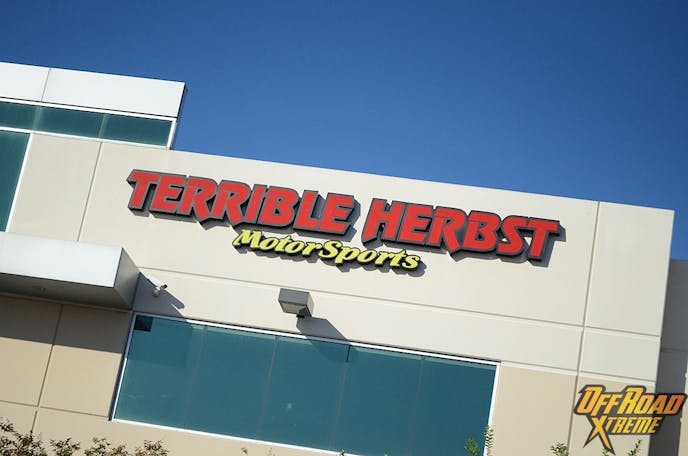 TERRIBLE HERBST
MotorSports
OFFROAD
XTREME